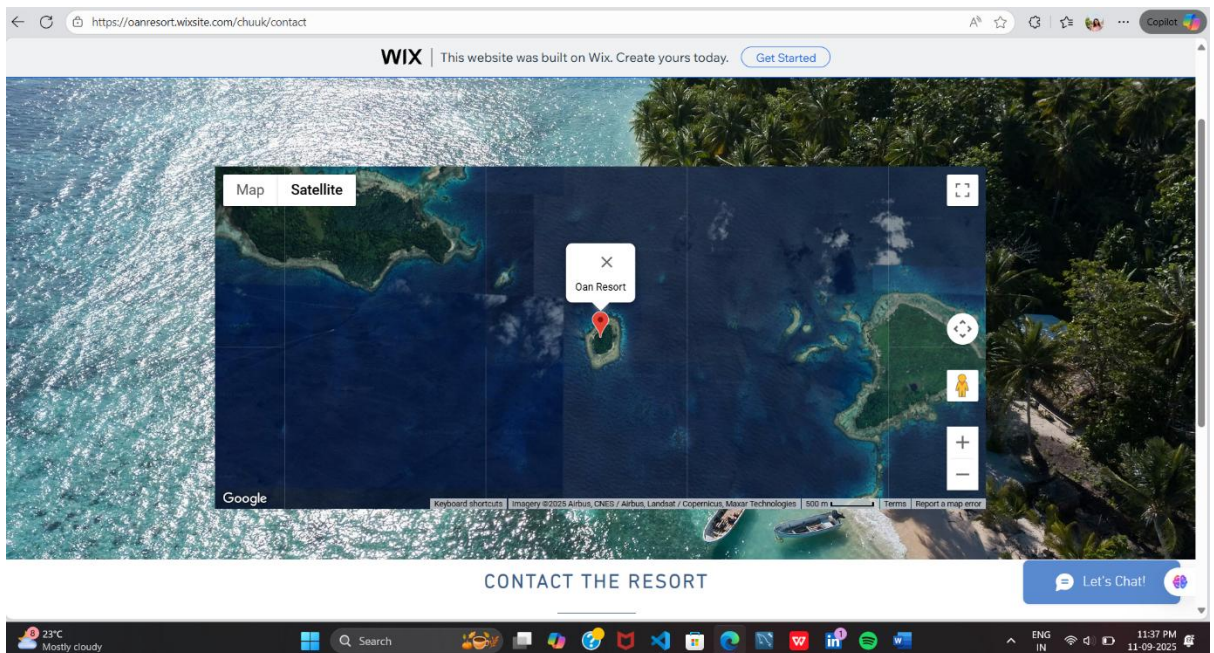 https://oanresort.wixsite.com/chuuk/contact
Copilot
WIX | This website was built on Wix. Create yours today. Get Started
Map Satellite
Oan Resort
Google
Keyboard shortcuts Imagery ©2025 Airbus, CNES / Airbus, Landsat / Copernicus, Maxar Technologies 500 m Terms Report a map error
CONTACT THE RESORT
Let's Chat!
8
23°C
Mostly cloudy
Search
ENG
IN
11:37 PM
11-09-2025